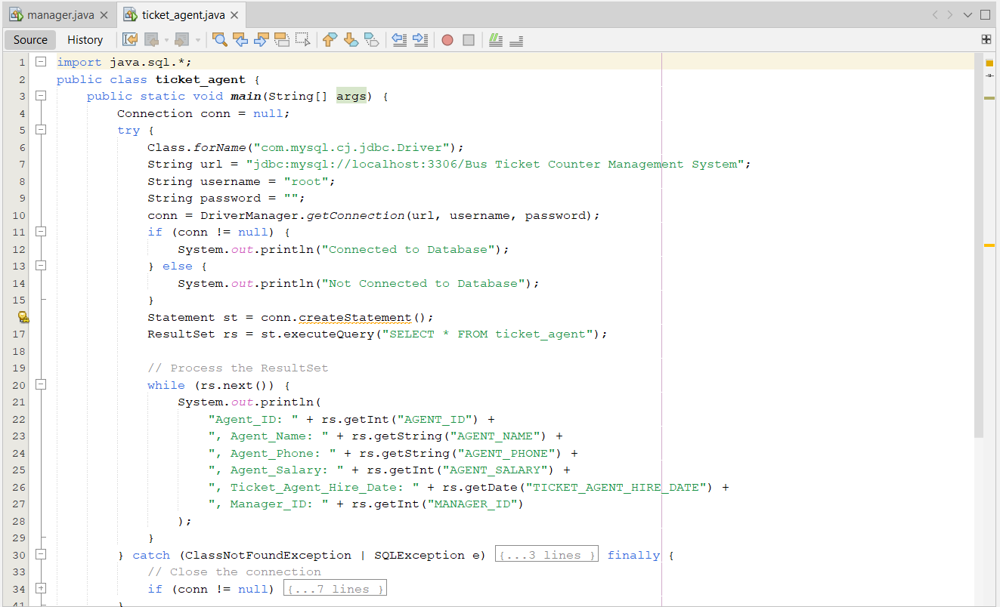 manager.java
ticket_agent.java
Source
History
1 import java.sql.*;
2 public class ticket_agent {
3 public static void main(String[] args) {
4 Connection conn = null;
5 try {
6 Class.forName("com.mysql.cj.jdbc.Driver");
7 String url = "jdbc:mysql://localhost:3306/Bus Ticket Counter Management System";
8 String username = "root";
9 String password = "";
10 conn = DriverManager.getConnection(url, username, password);
11 if (conn != null) {
12 System.out.println("Connected to Database");
13 } else {
14 System.out.println("Not Connected to Database");
15 }
Statement st = conn.createStatement();
17 ResultSet rs = st.executeQuery("SELECT * FROM ticket_agent");
18
19 // Process the ResultSet
20 while (rs.next()) {
21 System.out.println(
22 "Agent_ID: " + rs.getInt("AGENT_ID") +
23 ", Agent_Name: " + rs.getString("AGENT_NAME") +
24 ", Agent_Phone: " + rs.getString("AGENT_PHONE") +
25 ", Agent_Salary: " + rs.getInt("AGENT_SALARY") +
26 ", Ticket_Agent_Hire_Date: " + rs.getDate("TICKET_AGENT_HIRE_DATE") +
27 ", Manager_ID: " + rs.getInt("MANAGER_ID")
28 );
29 }
30 } catch (ClassNotFoundException | SQLException e) {...3 lines } finally {
33 // Close the connection
34 if (conn != null) {...7 lines }
41 }